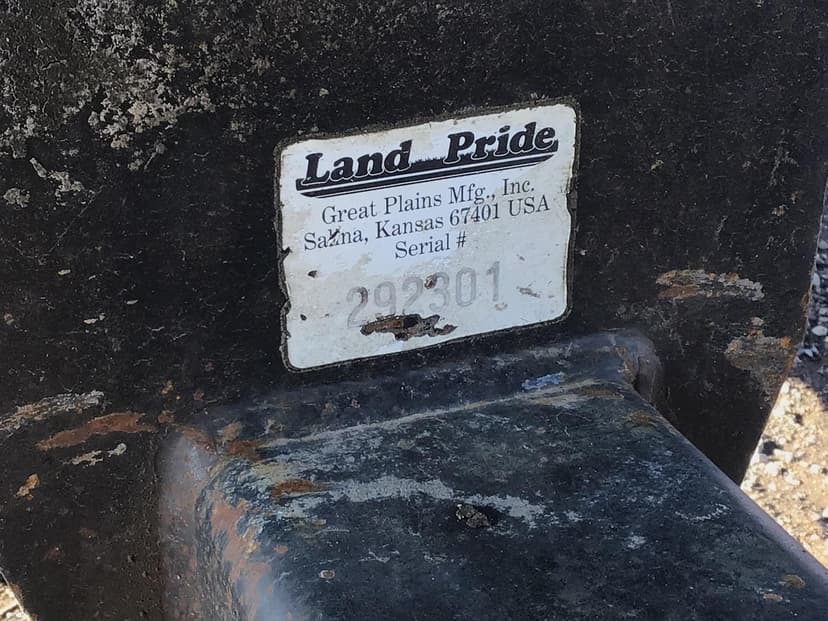 Land Pride
Great Plains Mfg., Inc.
Salina, Kansas 67401 USA
Serial #
292301